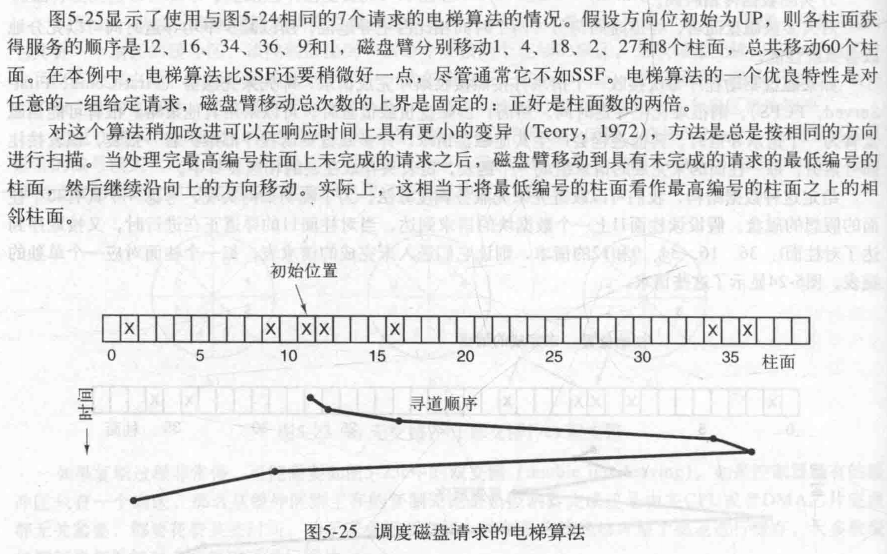 图5-25显示了使用与图5-24相同的7个请求的电梯算法的情况。假设方向位初始为UP，则各柱面获
得服务的顺序是12、16、34、36、9和1，磁盘臂分别移动1、4、18、2、27和8个柱面，总共移动60个柱
面。在本例中，电梯算法比SSF还要稍微好一点，尽管通常它不如SSF。电梯算法的一个优良特性是对
任意的一组给定请求，磁盘臂移动总次数的上界是固定的：正好是柱面数的两倍。
对这个算法稍加改进可以在响应时间上具有更小的变异（Teory，1972），方法是总是按相同的方向
进行扫描。当处理完最高编号柱面上未完成的请求之后，磁盘臂移动到具有未完成的请求的最低编号的
柱面，然后继续沿向上的方向移动。实际上，这相当于将最低编号的柱面看作最高编号的柱面之上的相
邻柱面。
初始位置
X X X X X X X
0 5 10 15 20 25 30 35 柱面
时间
寻道顺序
图5-25 调度磁盘请求的电梯算法